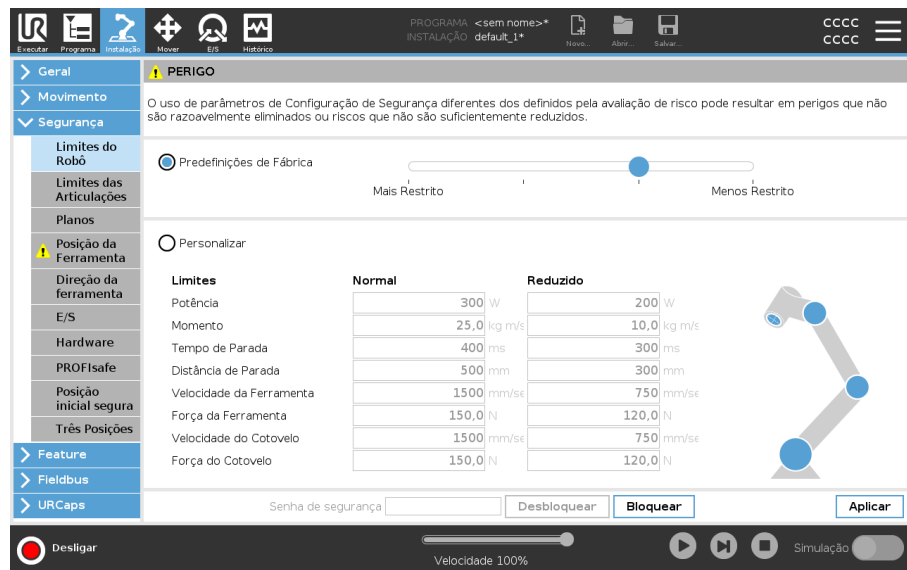 PROGRAMA <sem nome>*
INSTALAÇÃO default_1*
cccc
cccc
Executar Programa Instalação Mover E/S Histórico Novo... Abrir... Salvar...
Geral
Movimento
Segurança
Limites do
Robô
Limites das
Articulações
Planos
Posição da
Ferramenta
Direção da
ferramenta
E/S
Hardware
PROFIsafe
Posição
inicial segura
Três Posições
Feature
Fieldbus
URCaps
PERIGO
O uso de parâmetros de Configuração de Segurança diferentes dos definidos pela avaliação de risco pode resultar em perigos que não
são razoavelmente eliminados ou riscos que não são suficientemente reduzidos.
Predefinições de Fábrica
Mais Restrito Menos Restrito
Personalizar
Limites Normal Reduzido
Potência 300 W 200 W
Momento 25,0 kg m/s 10,0 kg m/s
Tempo de Parada 400 ms 300 ms
Distância de Parada 500 mm 300 mm
Velocidade da Ferramenta 1500 mm/se 750 mm/se
Força da Ferramenta 150,0 N 120,0 N
Velocidade do Cotovelo 1500 mm/se 750 mm/se
Força do Cotovelo 150,0 N 120,0 N
Senha de segurança Desbloquear Bloquear Aplicar
Desligar
Velocidade 100%
Simulação